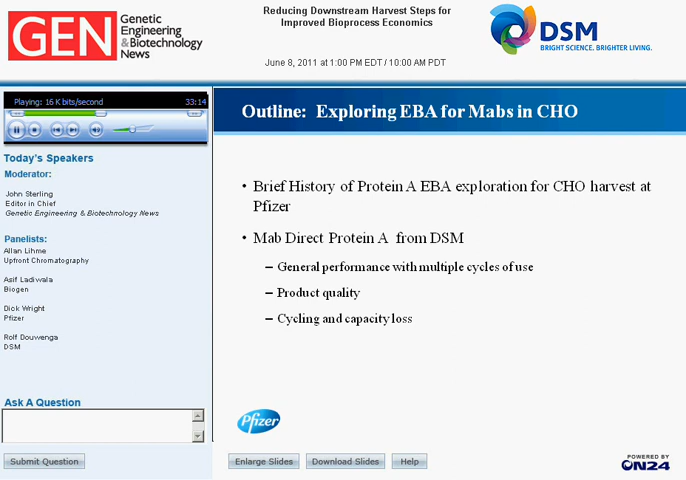 GEN
Genetic
Engineering
& Biotechnology
News
Reducing Downstream Harvest Steps for
Improved Bioprocess Economics
June 8, 2011 at 1:00 PM EDT / 10:00 AM PDT
DSM
BRIGHT SCIENCE. BRIGHTER LIVING.
Playing: 16 K bits/second 33:14
Today's Speakers
Moderator:
John Sterling
Editor in Chief
Genetic Engineering & Biotechnology News
Panelists:
Allan Lihme
Upfront Chromatography
Asif Ladiwala
Biogen
Dick Wright
Pfizer
Rolf Douwenga
DSM
Ask A Question
Submit Question
Outline: Exploring EBA for Mabs in CHO
• Brief History of Protein A EBA exploration for CHO harvest at
Pfizer
• Mab Direct Protein A from DSM
– General performance with multiple cycles of use
– Product quality
– Cycling and capacity loss
Pfizer
Enlarge Slides Download Slides Help
POWERED BY
ON24